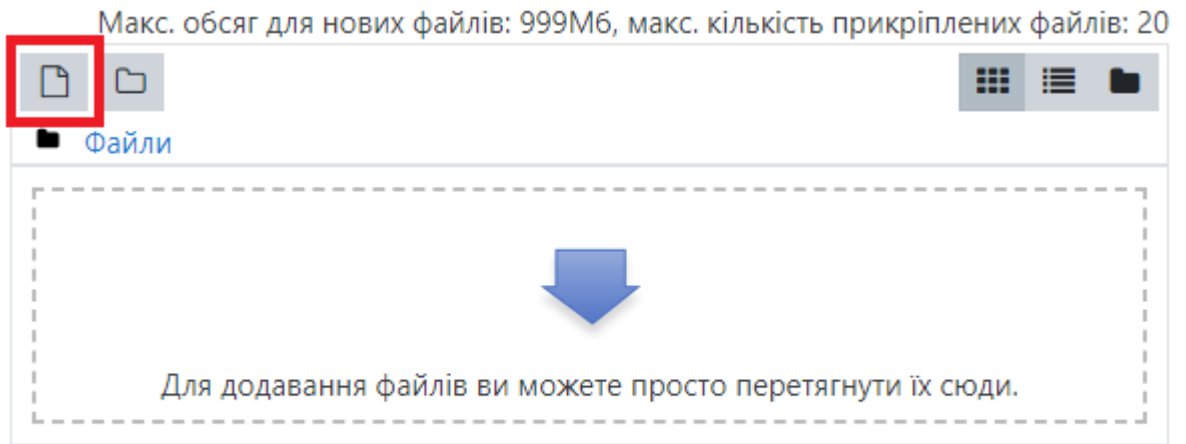 Макс. обсяг для нових файлів: 999Мб, макс. кількість прикріплених файлів: 20
Файли
Для додавання файлів ви можете просто перетягнути їх сюди.